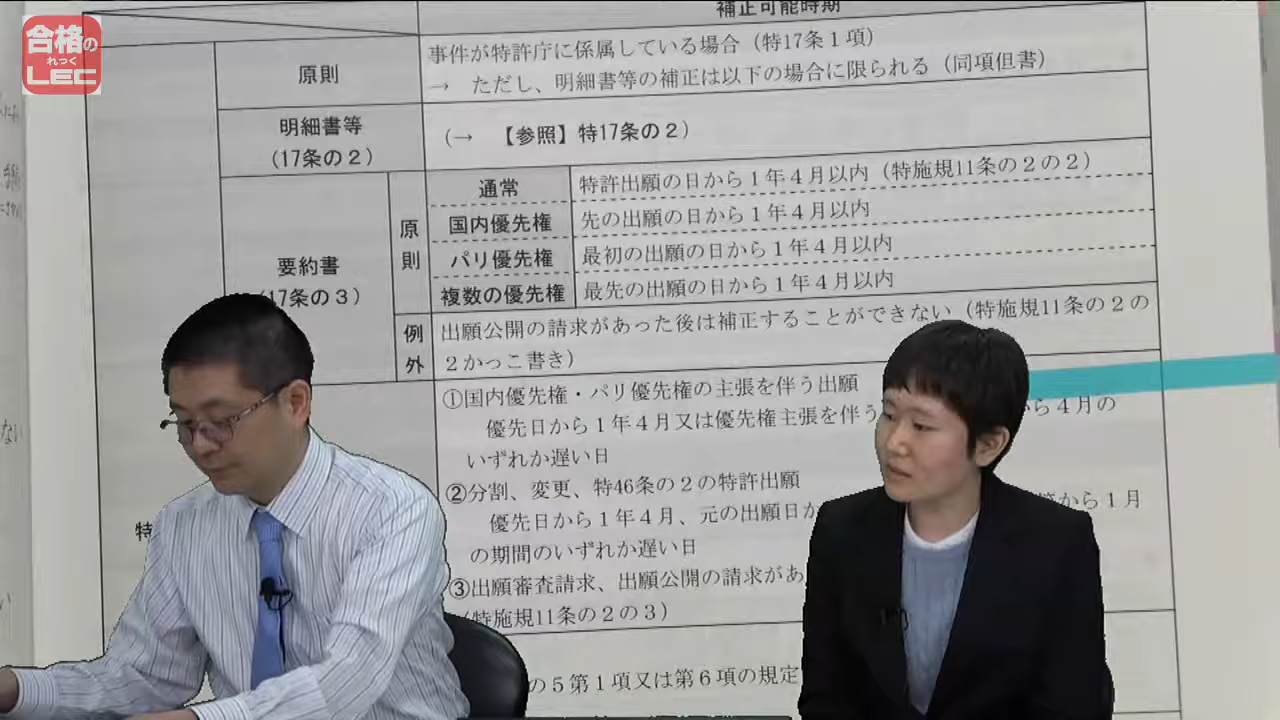 合格の
れっく
LEC
補正可能時期
原則
事件が特許庁に係属している場合（特17条１項）
→　ただし、明細書等の補正は以下の場合に限られる（同項但書）
明細書等
（17条の２）
（→　【参照】特17条の２）
要約書
（17条の３）
原則
通常
特許出願の日から１年４月以内（特施規11条の２の２）
国内優先権
先の出願の日から１年４月以内
パリ優先権
最初の出願の日から１年４月以内
複数の優先権
最先の出願の日から１年４月以内
例外
出願公開の請求があった後は補正することができない（特施規11条の２の
２かっこ書き）
特
①国内優先権・パリ優先権の主張を伴う出願
優先日から１年４月又は優先権主張を伴う
から４月の
いずれか遅い日
②分割、変更、特46条の２の特許出願
優先日から１年４月、元の出願日か
から１月
の期間のいずれか遅い日
③出願審査請求、出願公開の請求があ
（特施規11条の２の３）
の５第１項又は第６項の規定